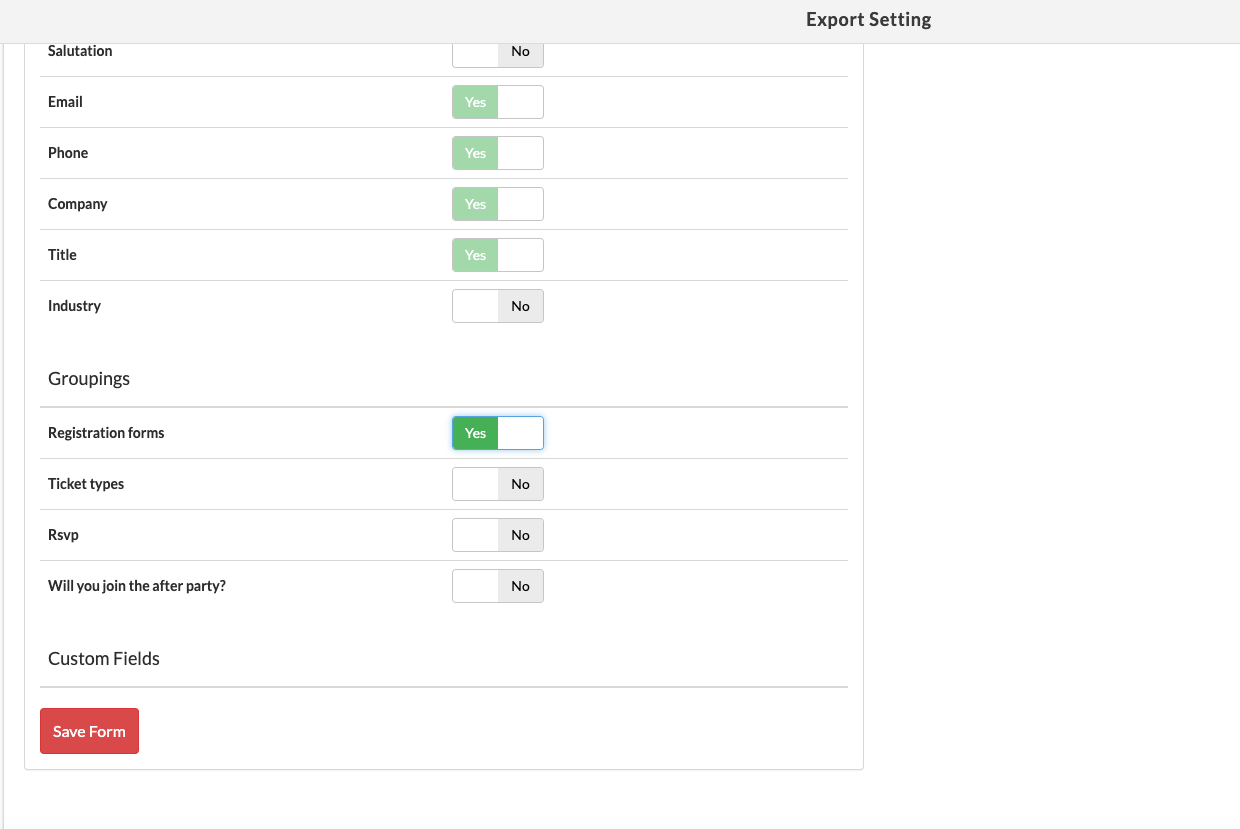 Export Setting
Salutation No
Email Yes
Phone Yes
Company Yes
Title Yes
Industry No
Groupings
Registration forms Yes
Ticket types No
Rsvp No
Will you join the after party? No
Custom Fields
Save Form